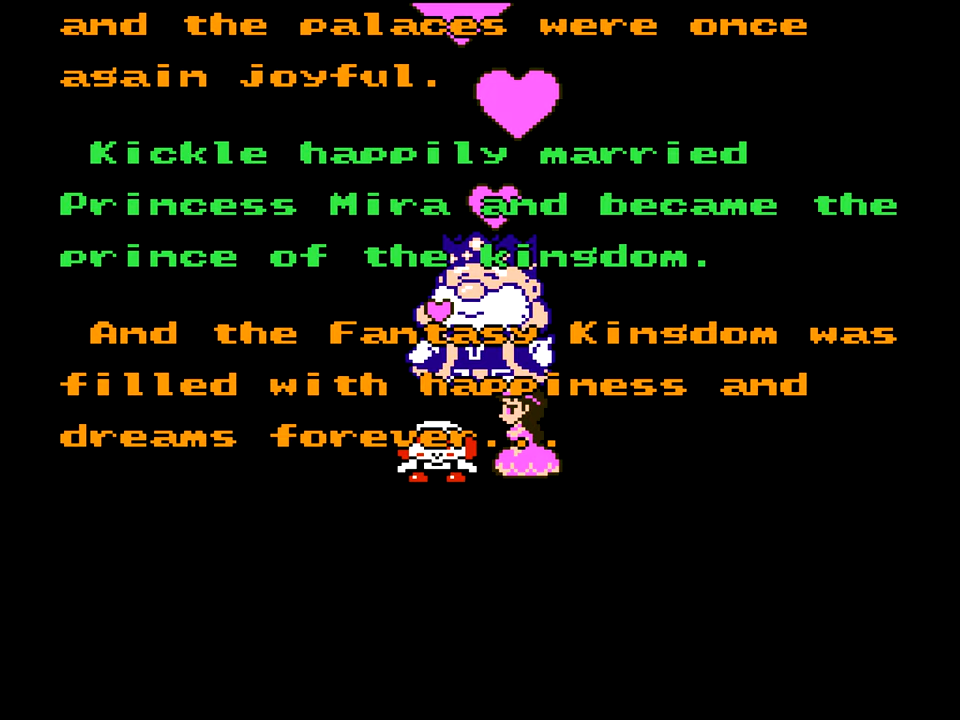 and the palaces were once
again joyful.
Kickle happily married
Princess Mira and became the
prince of the kingdom.
And the Fantasy Kingdom was
filled with happiness and
dreams forever...